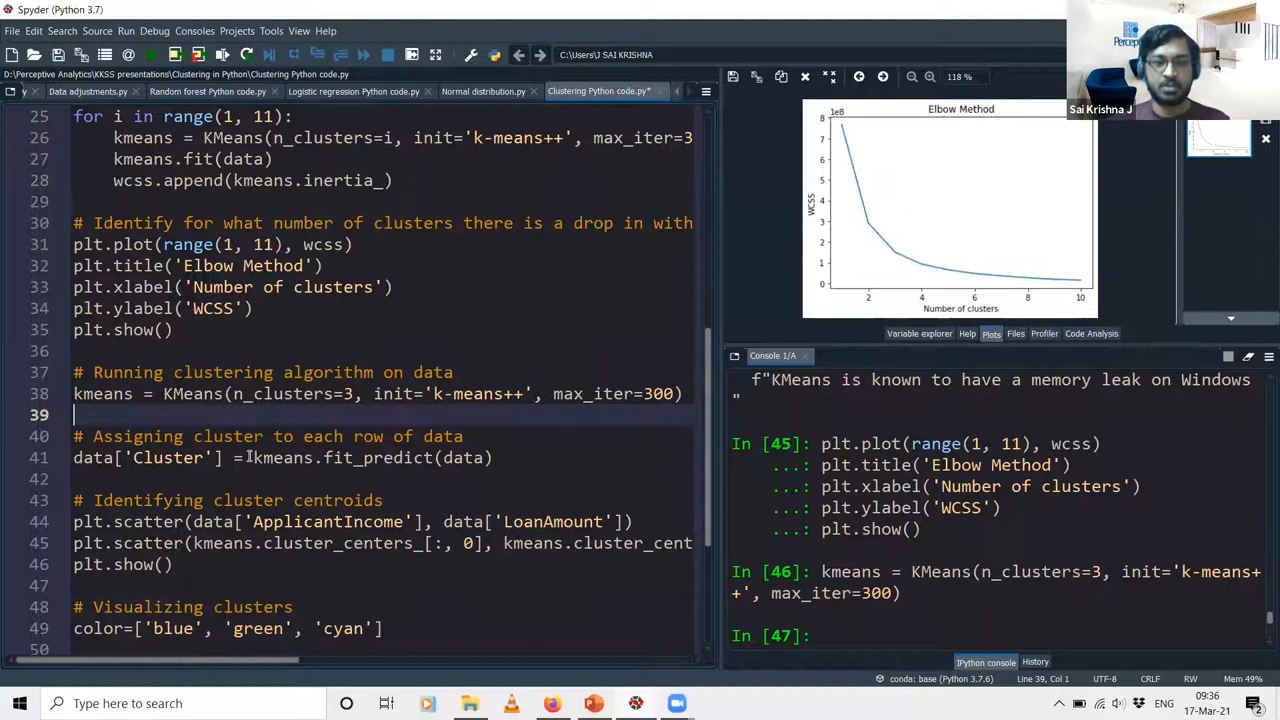 Spyder (Python 3.7)
File Edit Search Source Run Debug Consoles Projects Tools View Help
C:\Users\J SAI KRISHNA
D:\Perceptive Analytics\KKSS presentations\Clustering in Python\Clustering Python code.py
y Data adjustments.py Random forest Python code.py Logistic regression Python code.py Normal distribution.py Clustering Python code.py*
25 for i in range(1, 11):
26 kmeans = KMeans(n_clusters=i, init='k-means++', max_iter=3
27 kmeans.fit(data)
28 wcss.append(kmeans.inertia_)
29
30 # Identify for what number of clusters there is a drop in with
31 plt.plot(range(1, 11), wcss)
32 plt.title('Elbow Method')
33 plt.xlabel('Number of clusters')
34 plt.ylabel('WCSS')
35 plt.show()
36
37 # Running clustering algorithm on data
38 kmeans = KMeans(n_clusters=3, init='k-means++', max_iter=300)
39
40 # Assigning cluster to each row of data
41 data['Cluster'] = kmeans.fit_predict(data)
42
43 # Identifying cluster centroids
44 plt.scatter(data['ApplicantIncome'], data['LoanAmount'])
45 plt.scatter(kmeans.cluster_centers_[:, 0], kmeans.cluster_cent
46 plt.show()
47
48 # Visualizing clusters
49 color=['blue', 'green', 'cyan']
50
118 %
Sai Krishna J
1e8 Elbow Method
8
7
6
5
4
3
2
1
0
WCSS
2 4 6 8 10
Number of clusters
Variable explorer Help Plots Files Profiler Code Analysis
Console 1/A
f"KMeans is known to have a memory leak on Windows
"
In [45]: plt.plot(range(1, 11), wcss)
...: plt.title('Elbow Method')
...: plt.xlabel('Number of clusters')
...: plt.ylabel('WCSS')
...: plt.show()
In [46]: kmeans = KMeans(n_clusters=3, init='k-means+
+', max_iter=300)
In [47]:
IPython console History
conda: base (Python 3.7.6) Line 39, Col 1 UTF-8 CRLF RW Mem 49%
Type here to search
ENG
09:36
17-Mar-21
2